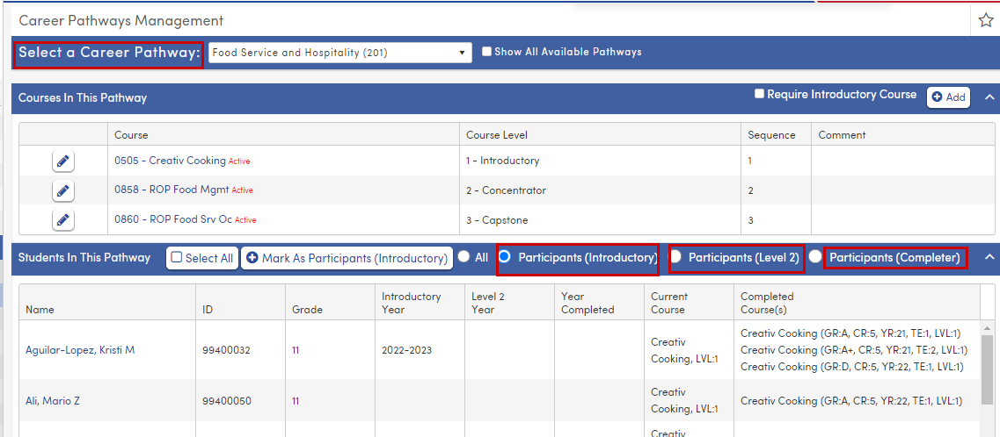 Career Pathways Management
Select a Career Pathway: Food Service and Hospitality (201) Show All Available Pathways
Courses In This Pathway Require Introductory Course Add
Course Course Level Sequence Comment
0505 - Creativ Cooking Active 1 - Introductory 1
0858 - ROP Food Mgmt Active 2 - Concentrator 2
0860 - ROP Food Srv Oc Active 3 - Capstone 3
Students In This Pathway Select All Mark As Participants (Introductory) All Participants (Introductory) Participants (Level 2) Participants (Completer)
Name ID Grade Introductory Year Level 2 Year Year Completed Current Course Completed Course(s)
Aguilar-Lopez, Kristi M 99400032 11 2022-2023 Creativ Cooking, LVL:1
Creativ Cooking (GR:A, CR:5, YR:21, TE:1, LVL:1)
Creativ Cooking (GR:A+, CR:5, YR:21, TE:2, LVL:1)
Creativ Cooking (GR:D, CR:5, YR:22, TE:1, LVL:1)
Ali, Mario Z 99400050 11 Creativ Cooking, LVL:1 Creativ Cooking (GR:A, CR:5, YR:22, TE:1, LVL:1)
Creativ